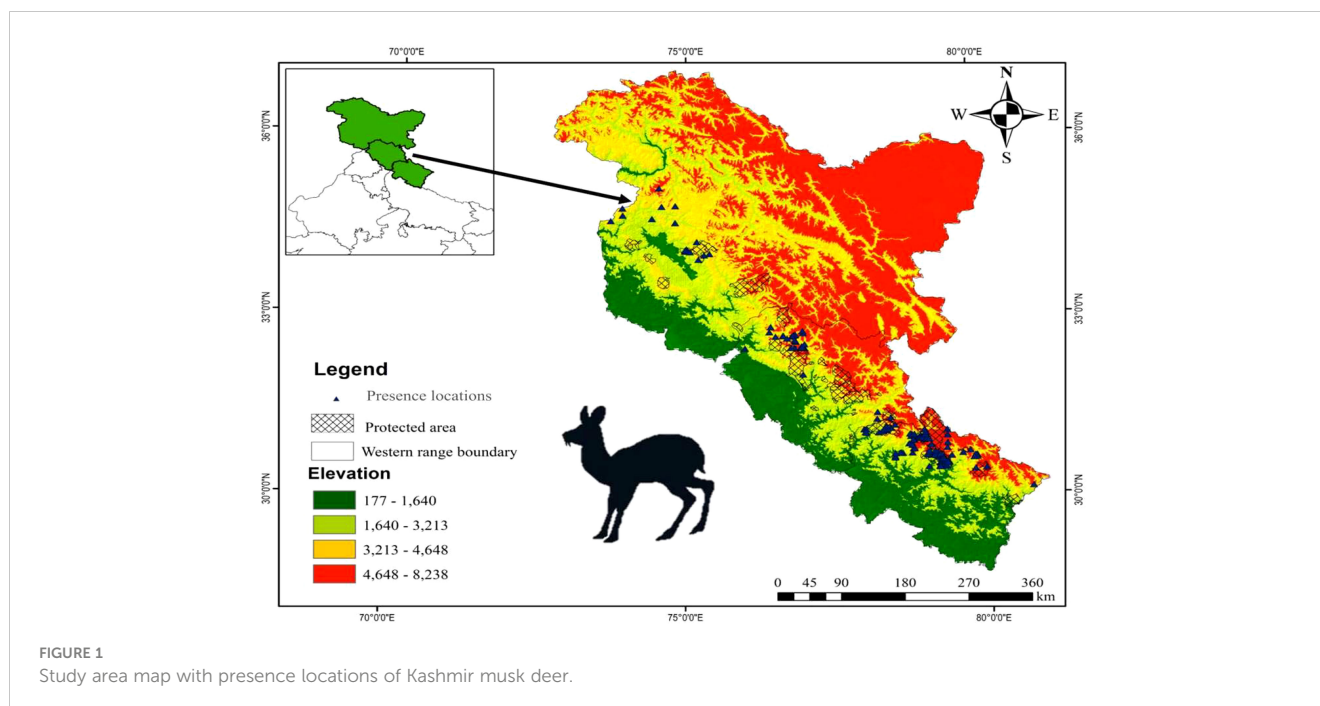 70°0'0"E 75°0'0"E 80°0'0"E
36°0'0"N 36°0'0"N
N
W E
S
33°0'0"N 33°0'0"N
Legend
Presence locations
Protected area
Western range boundary
Elevation
177 - 1,640
1,640 - 3,213
3,213 - 4,648
4,648 - 8,238
30°0'0"N 30°0'0"N
0 45 90 180 270 360
km
70°0'0"E 75°0'0"E 80°0'0"E
FIGURE 1
Study area map with presence locations of Kashmir musk deer.